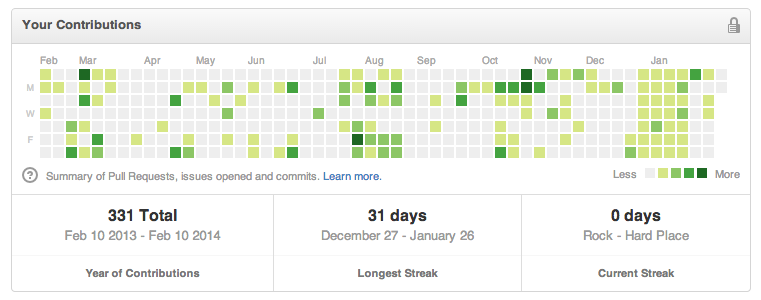 Your Contributions
Feb Mar Apr May Jun Jul Aug Sep Oct Nov Dec Jan
M
W
F
? Summary of Pull Requests, issues opened and commits. Learn more.
Less More
331 Total
Feb 10 2013 - Feb 10 2014
Year of Contributions
31 days
December 27 - January 26
Longest Streak
0 days
Rock - Hard Place
Current Streak